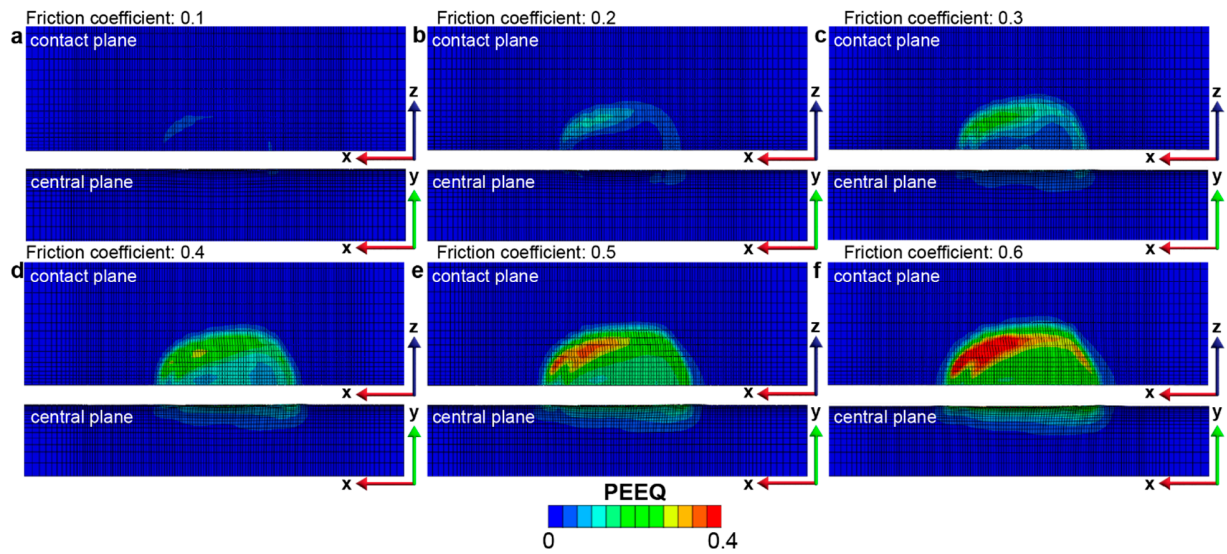 Friction coefficient: 0.1
a
contact plane
z
x
central plane
y
x
Friction coefficient: 0.2
b
contact plane
z
x
central plane
y
x
Friction coefficient: 0.3
c
contact plane
z
x
central plane
y
x
Friction coefficient: 0.4
d
contact plane
z
x
central plane
y
x
Friction coefficient: 0.5
e
contact plane
z
x
central plane
y
x
Friction coefficient: 0.6
f
contact plane
z
x
central plane
y
x
PEEQ
0 0.4